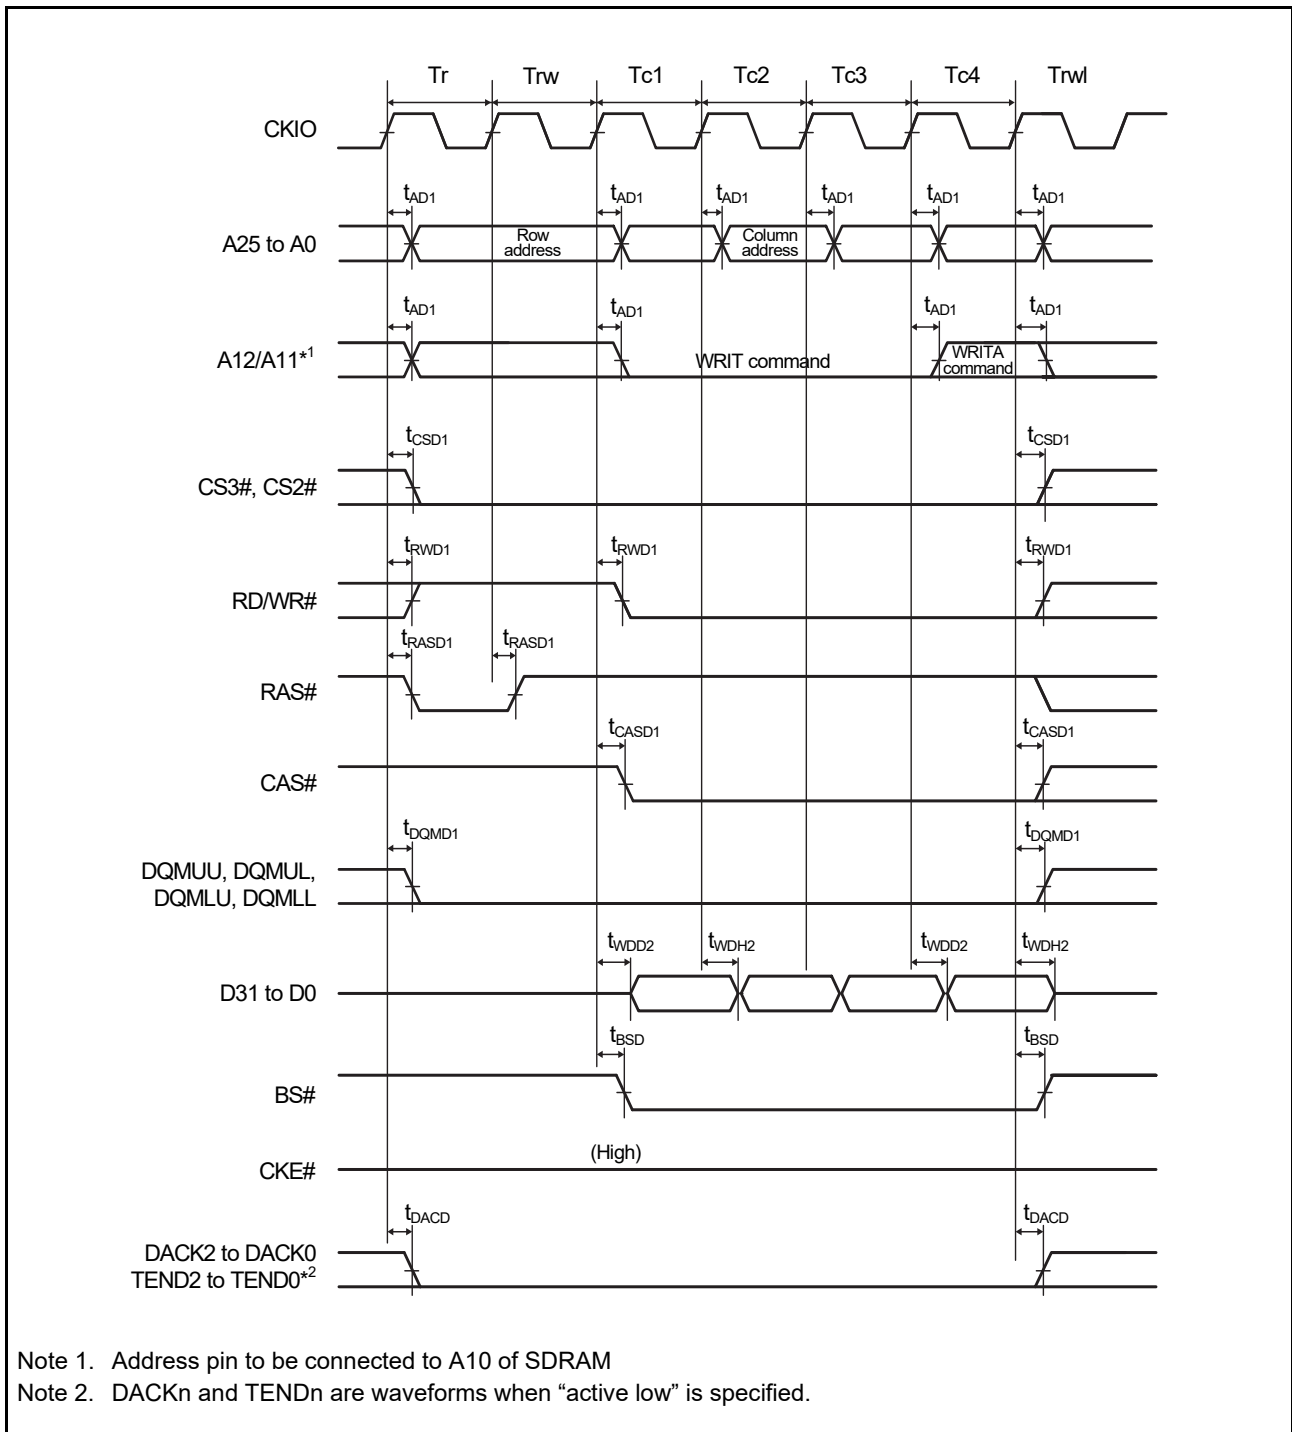 Tr Trw Tc1 Tc2 Tc3 Tc4 Trwl
CKIO
tAD1 tAD1 tAD1 tAD1 tAD1 tAD1
A25 to A0
Row
address
Column
address
tAD1 tAD1 tAD1 tAD1
A12/A11*1
WRIT command
WRITA
command
tCSD1 tCSD1
CS3#, CS2#
tRWD1 tRWD1 tRWD1
RD/WR#
tRASD1 tRASD1
RAS#
tCASD1 tCASD1
CAS#
tDQMD1 tDQMD1
DQMUU, DQMUL,
DQMLU, DQMLL
tWDD2 tWDH2 tWDD2 tWDH2
D31 to D0
tBSD tBSD
BS#
(High)
CKE#
tDACD tDACD
DACK2 to DACK0
TEND2 to TEND0*2
Note 1. Address pin to be connected to A10 of SDRAM
Note 2. DACKn and TENDn are waveforms when “active low” is specified.